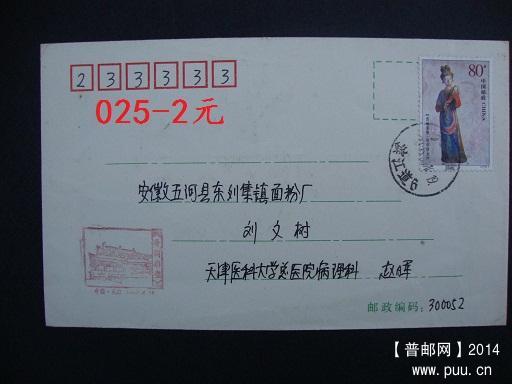 233333
80分
中国邮政 CHINA
025-2元
安徽五河县东刘集镇面粉厂
刘文树
天津医科大学总医院病理科 赵晖
邮政编码：300052
【普邮网】2014
www.puu.cn